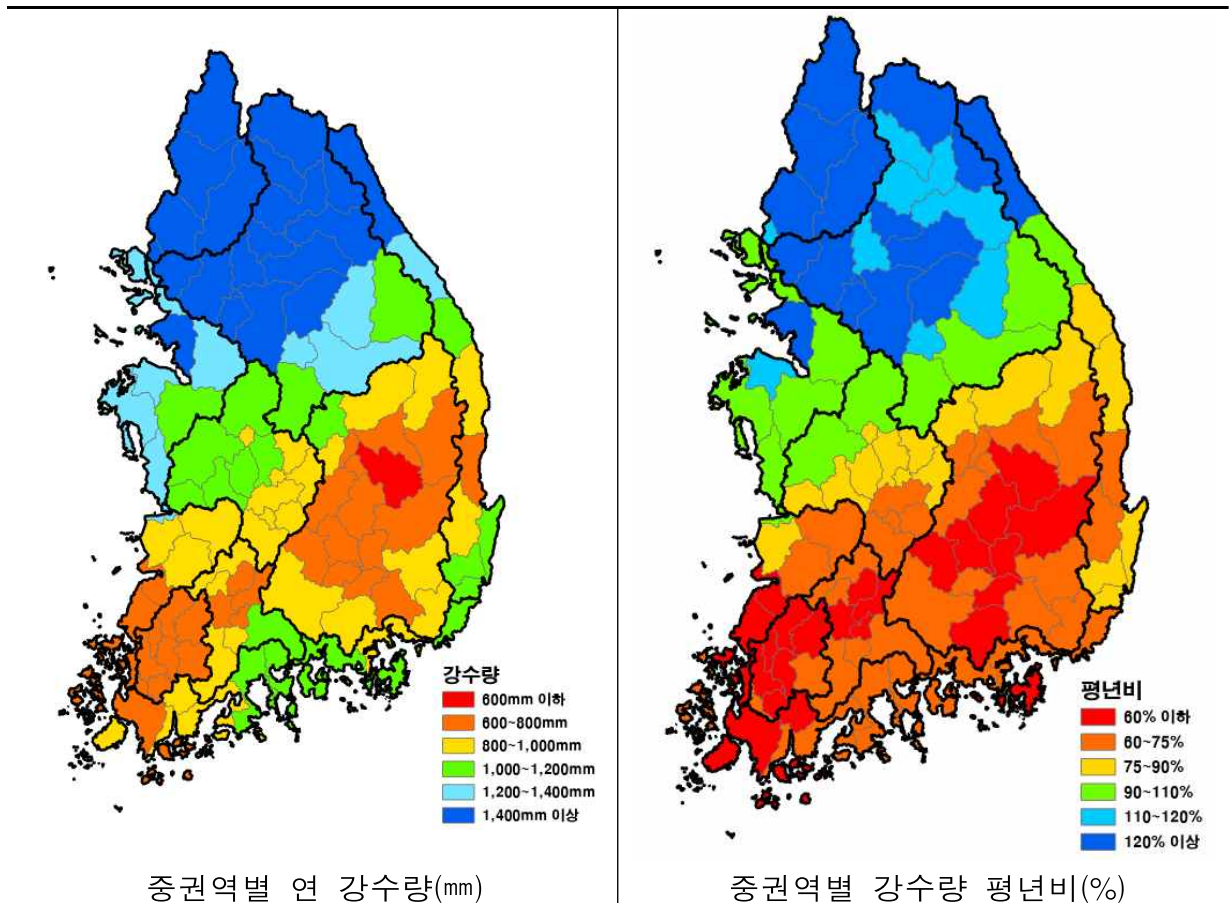 강수량
600mm 이하
600~800mm
800~1,000mm
1,000~1,200mm
1,200~1,400mm
1,400mm 이상
중권역별 연 강수량(㎜)
평년비
60% 이하
60~75%
75~90%
90~110%
110~120%
120% 이상
중권역별 강수량 평년비(%)